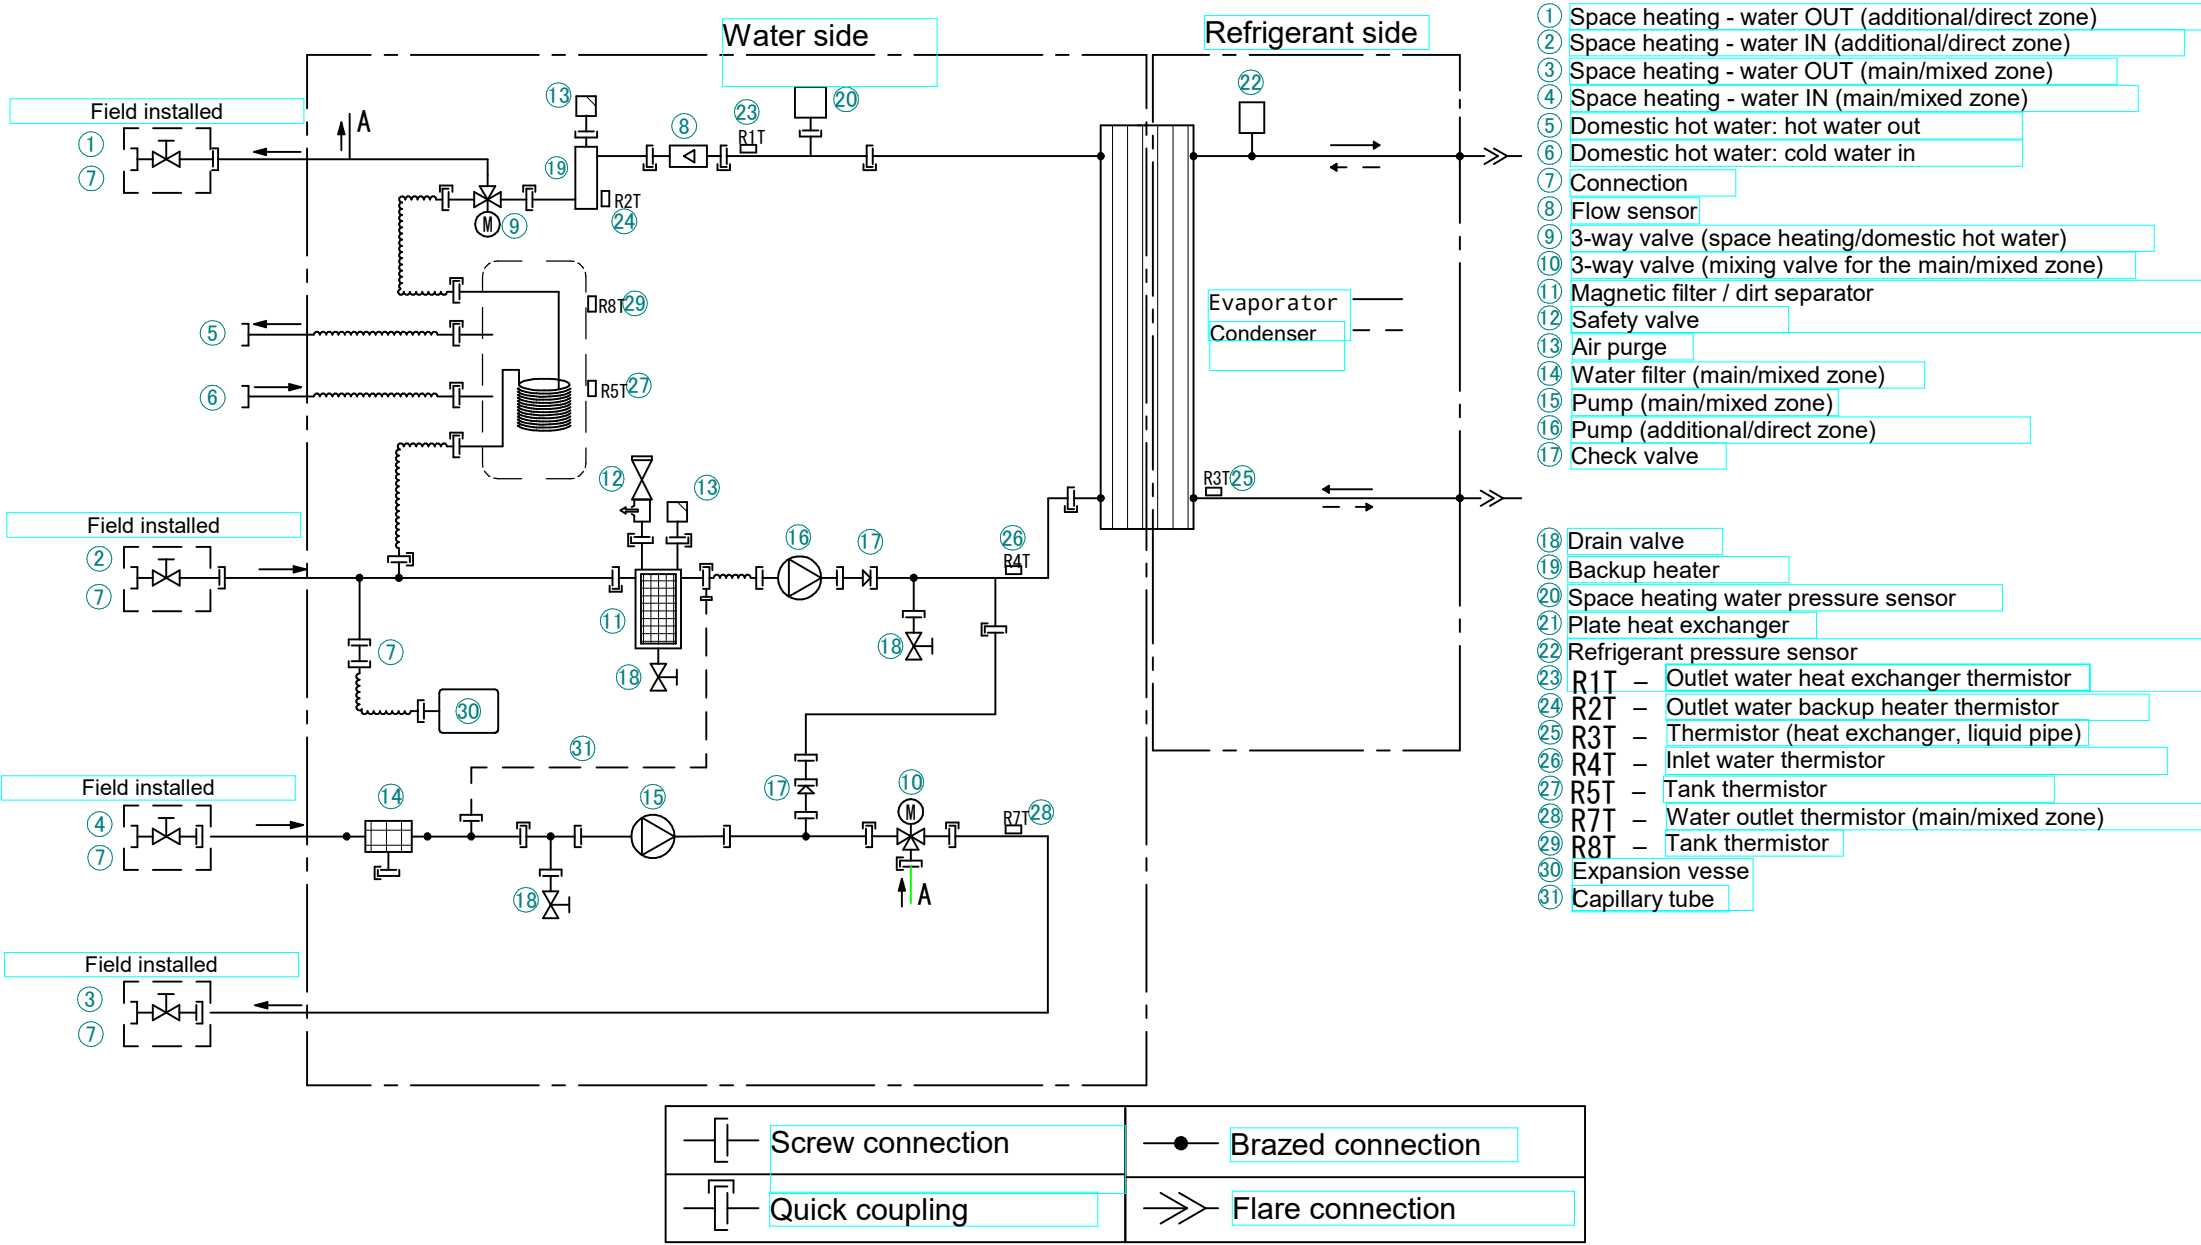 Water side
Refrigerant side
Field installed
① ⑦
A
⑬
⑲
⑧
㉓
R1T
⑳
㉒
R2T
㉔
M
⑨
R8T
㉙
⑤
⑥
R5T
㉗
Evaporator
Condenser
⑫
⑬
R3T
㉕
Field installed
②
⑦
⑯
⑰
㉖
R4T
⑪
⑱
⑱
⑦
㉚
㉛
Field installed
④
⑦
⑭
⑮
⑰
⑩
M
R7T
㉘
⑱
A
Field installed
③
⑦
① Space heating - water OUT (additional/direct zone)
② Space heating - water IN (additional/direct zone)
③ Space heating - water OUT (main/mixed zone)
④ Space heating - water IN (main/mixed zone)
⑤ Domestic hot water: hot water out
⑥ Domestic hot water: cold water in
⑦ Connection
⑧ Flow sensor
⑨ 3-way valve (space heating/domestic hot water)
⑩ 3-way valve (mixing valve for the main/mixed zone)
⑪ Magnetic filter / dirt separator
⑫ Safety valve
⑬ Air purge
⑭ Water filter (main/mixed zone)
⑮ Pump (main/mixed zone)
⑯ Pump (additional/direct zone)
⑰ Check valve
⑱ Drain valve
⑲ Backup heater
⑳ Space heating water pressure sensor
㉑ Plate heat exchanger
㉒ Refrigerant pressure sensor
㉓ R1T – Outlet water heat exchanger thermistor
㉔ R2T – Outlet water backup heater thermistor
㉕ R3T – Thermistor (heat exchanger, liquid pipe)
㉖ R4T – Inlet water thermistor
㉗ R5T – Tank thermistor
㉘ R7T – Water outlet thermistor (main/mixed zone)
㉙ R8T – Tank thermistor
㉚ Expansion vesse
㉛ Capillary tube
Screw connection
Brazed connection
Quick coupling
Flare connection